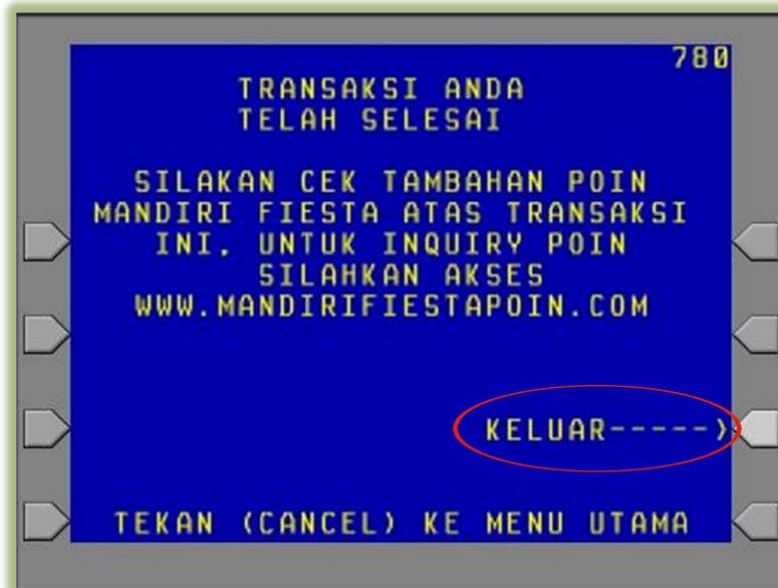 780
TRANSAKSI ANDA
TELAH SELESAI
SILAKAN CEK TAMBAHAN POIN
MANDIRI FIESTA ATAS TRANSAKSI
INI, UNTUK INQUIRY POIN
SILAHKAN AKSES
WWW.MANDIRIFIESTAPOIN.COM
KELUAR-----)
TEKAN (CANCEL) KE MENU UTAMA